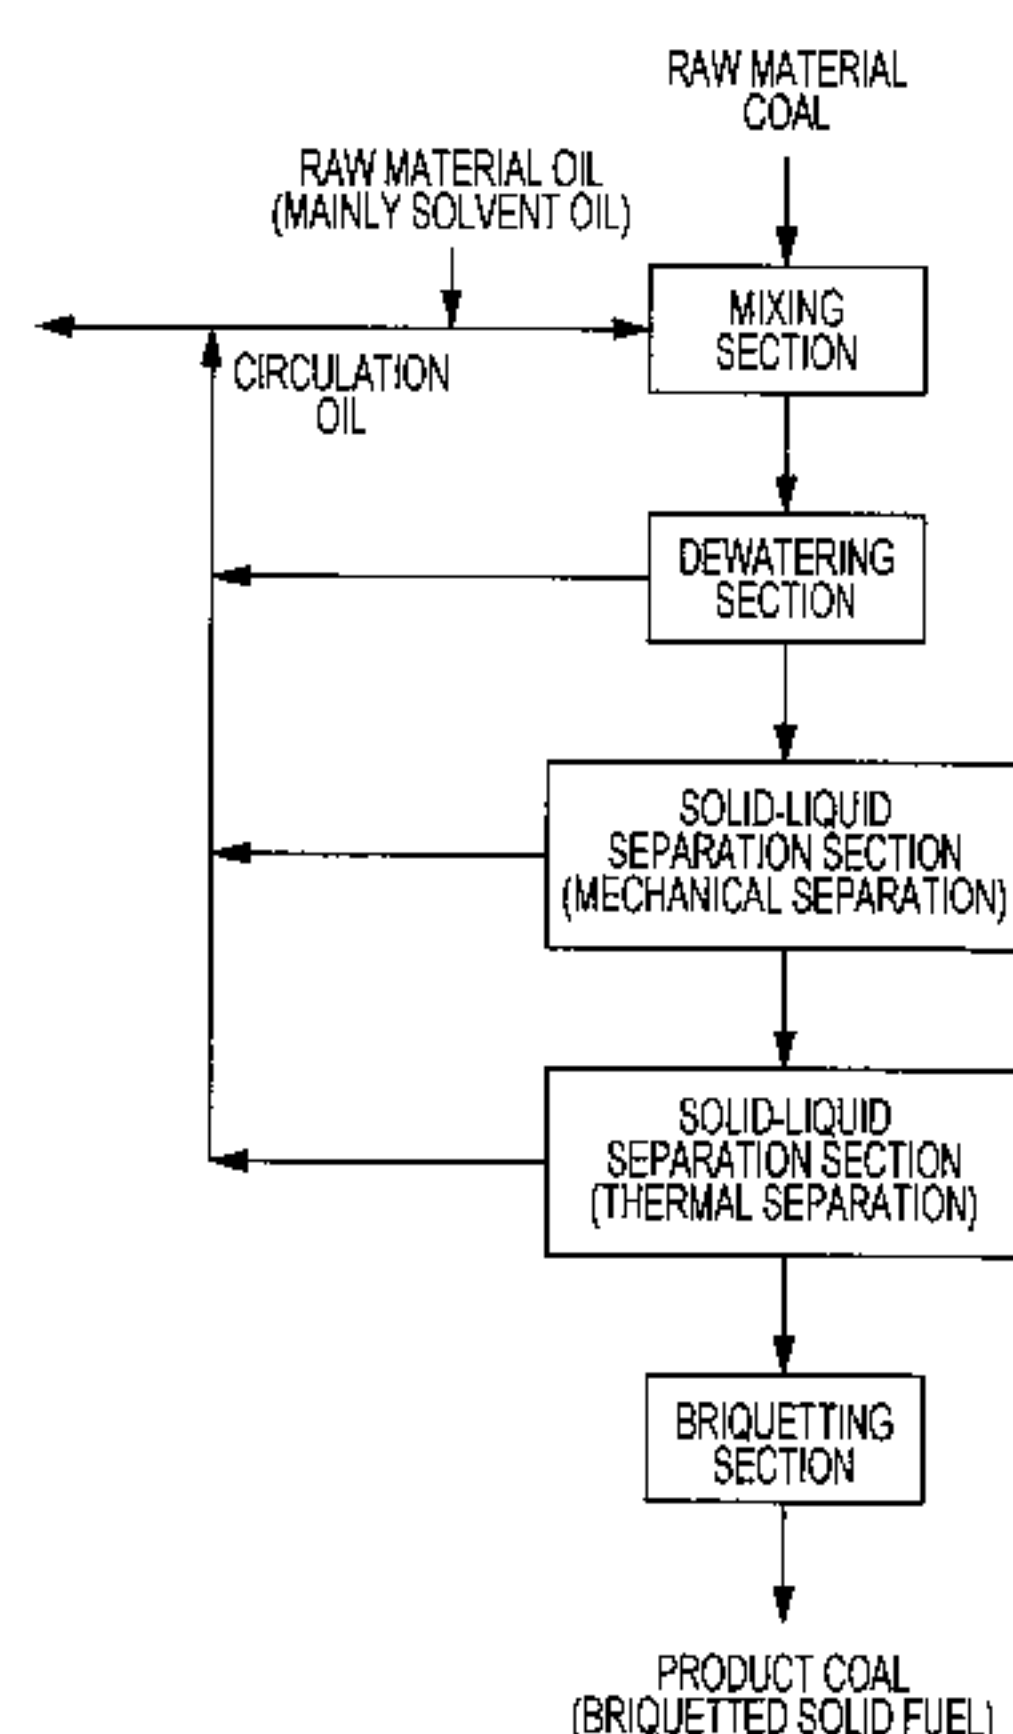 RAW MATERIAL
COAL
RAW MATERIAL OIL
(MAINLY SOLVENT OIL)
MIXING
SECTION
CIRCULATION
OIL
DEWATERING
SECTION
SOLID-LIQUID
SEPARATION SECTION
(MECHANICAL SEPARATION)
SOLID-LIQUID
SEPARATION SECTION
(THERMAL SEPARATION)
BRIQUETTING
SECTION
PRODUCT COAL
(BRIQUETTED SOLID FUEL)